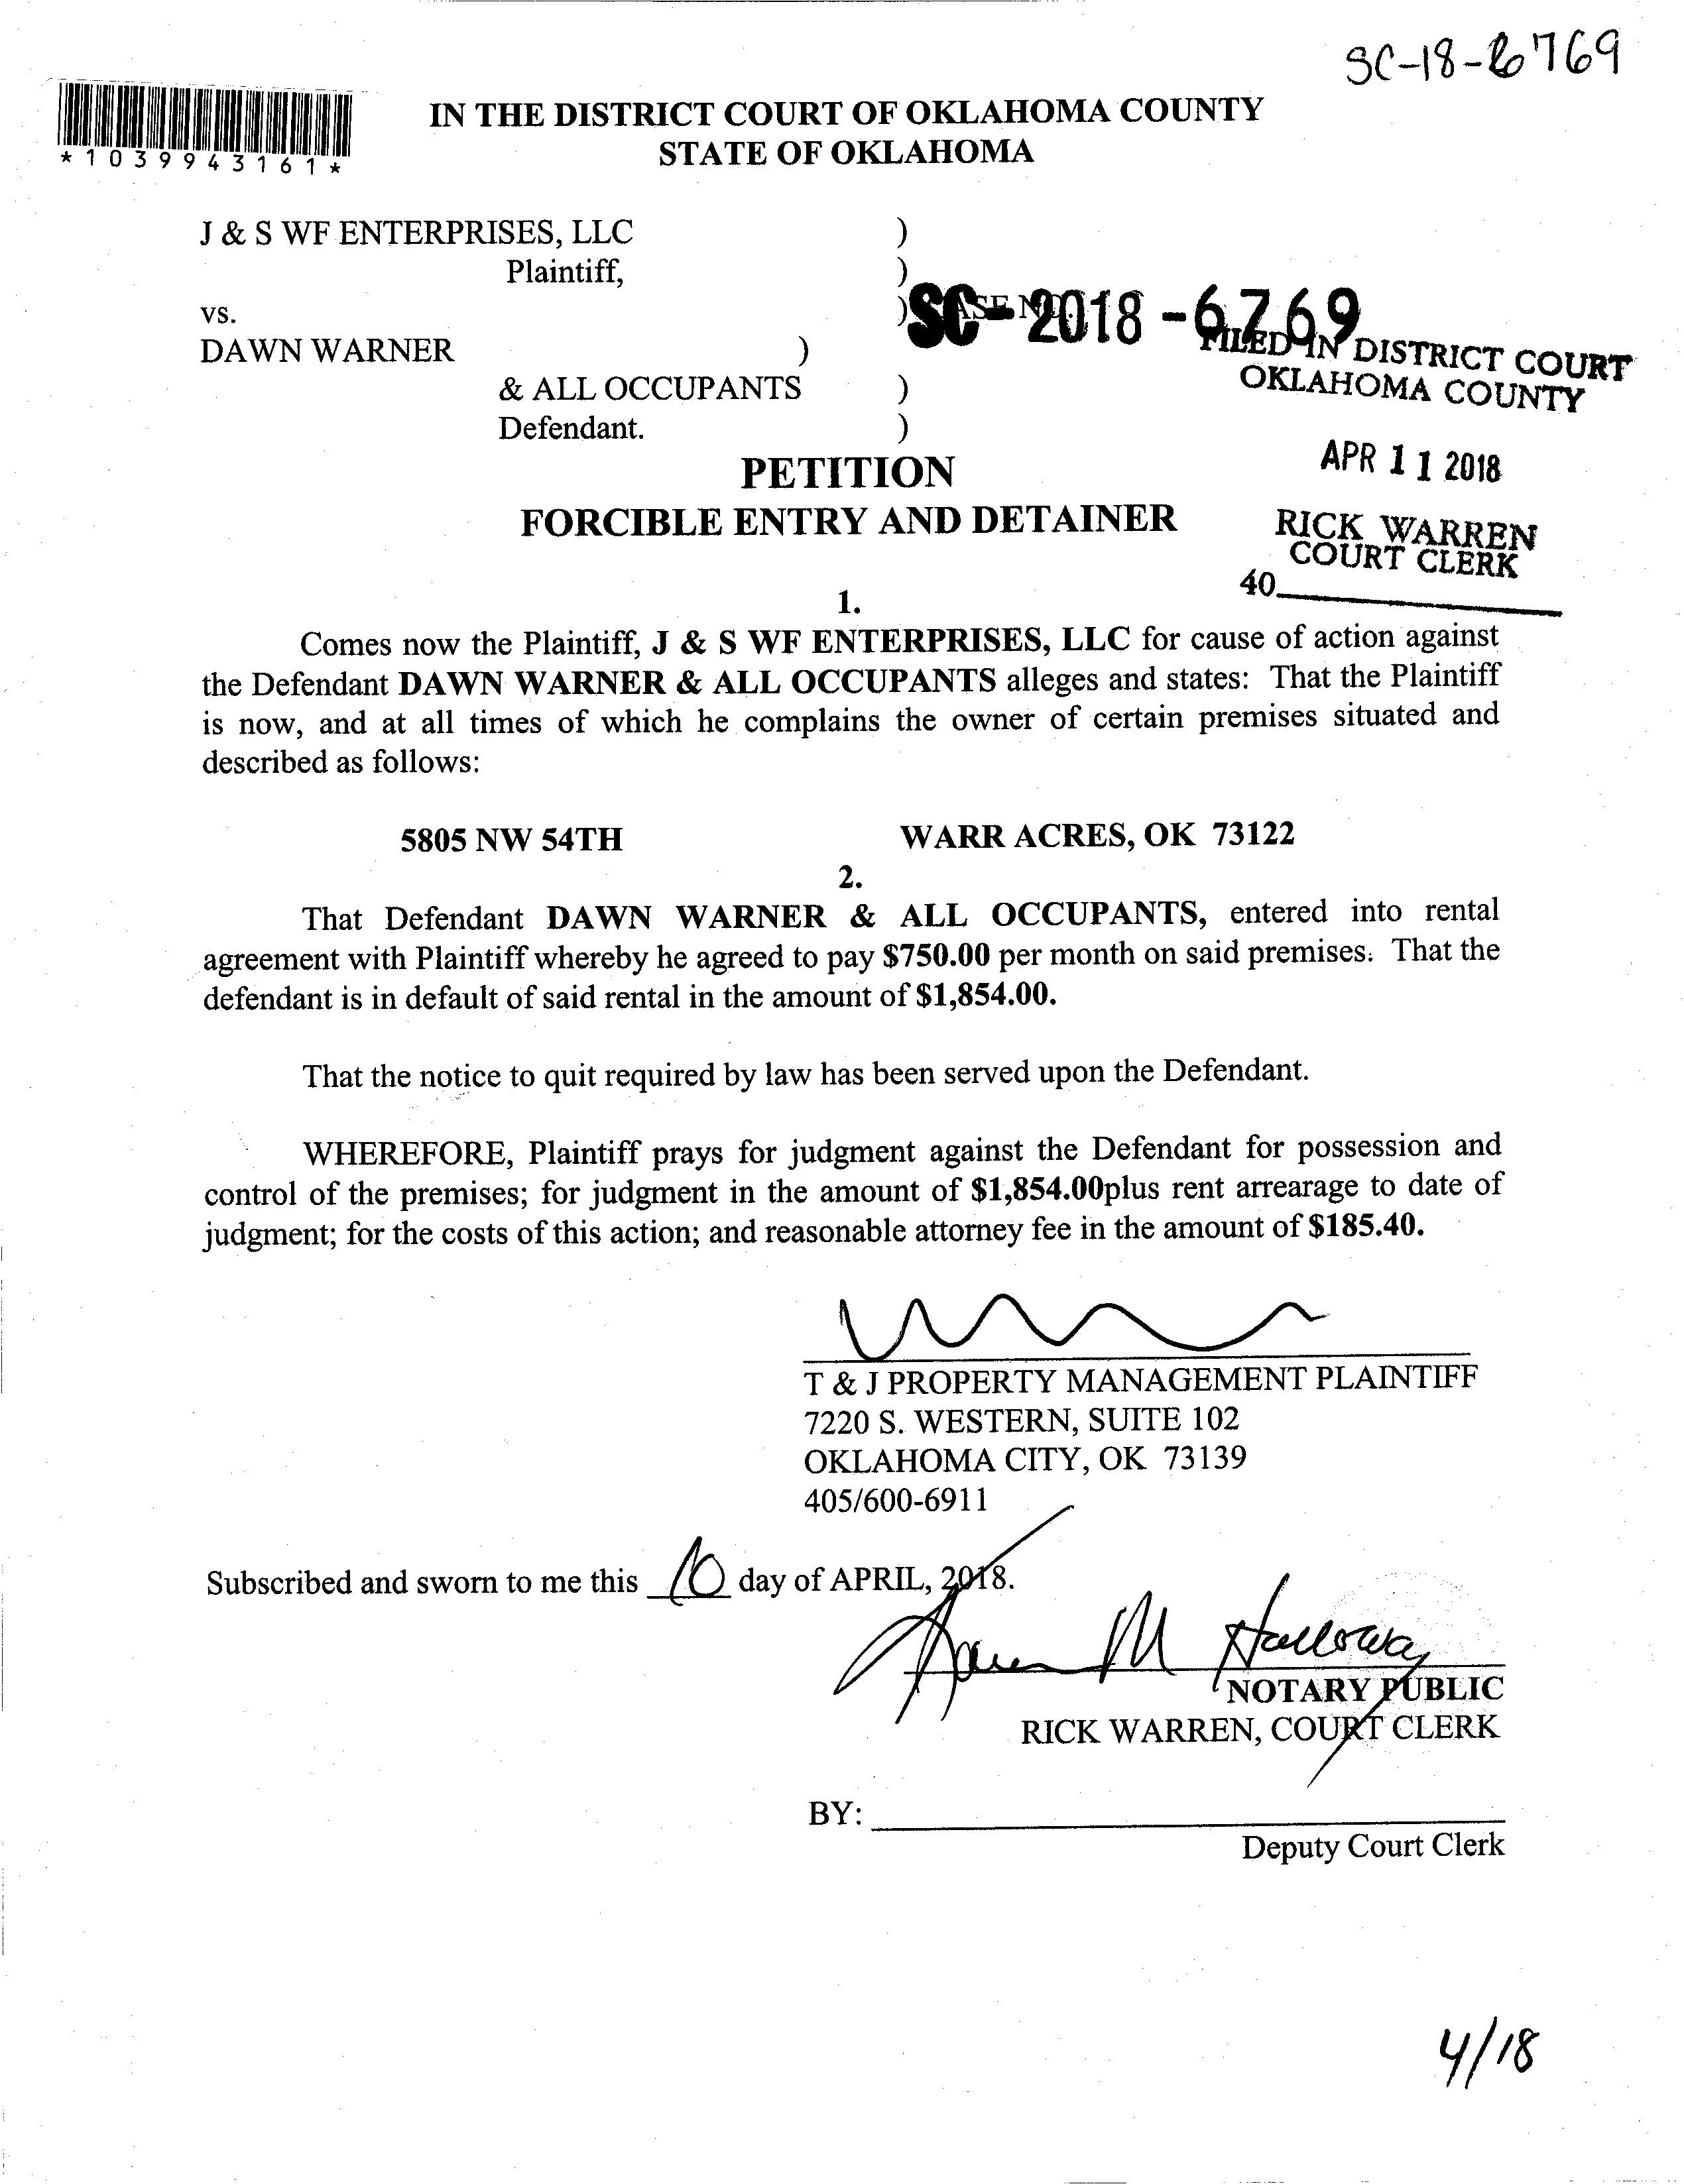 SC-18-6769
*1039943161*
IN THE DISTRICT COURT OF OKLAHOMA COUNTY
STATE OF OKLAHOMA
J & S WF ENTERPRISES, LLC )
Plaintiff, )
vs. ) CASE NO.
SC-2018-6769
DAWN WARNER )
& ALL OCCUPANTS )
Defendant. )
FILED IN DISTRICT COURT
OKLAHOMA COUNTY
APR 11 2018
RICK WARREN
COURT CLERK
40
PETITION
FORCIBLE ENTRY AND DETAINER
1.
Comes now the Plaintiff, J & S WF ENTERPRISES, LLC for cause of action against
the Defendant DAWN WARNER & ALL OCCUPANTS alleges and states: That the Plaintiff
is now, and at all times of which he complains the owner of certain premises situated and
described as follows:
5805 NW 54TH WARR ACRES, OK 73122
2.
That Defendant DAWN WARNER & ALL OCCUPANTS, entered into rental
agreement with Plaintiff whereby he agreed to pay $750.00 per month on said premises. That the
defendant is in default of said rental in the amount of $1,854.00.
That the notice to quit required by law has been served upon the Defendant.
WHEREFORE, Plaintiff prays for judgment against the Defendant for possession and
control of the premises; for judgment in the amount of $1,854.00plus rent arrearage to date of
judgment; for the costs of this action; and reasonable attorney fee in the amount of $185.40.
T & J PROPERTY MANAGEMENT PLAINTIFF
7220 S. WESTERN, SUITE 102
OKLAHOMA CITY, OK 73139
405/600-6911
Subscribed and sworn to me this 10 day of APRIL, 2018.
Karen M Holloway
NOTARY PUBLIC
RICK WARREN, COURT CLERK
BY:
Deputy Court Clerk
4/18